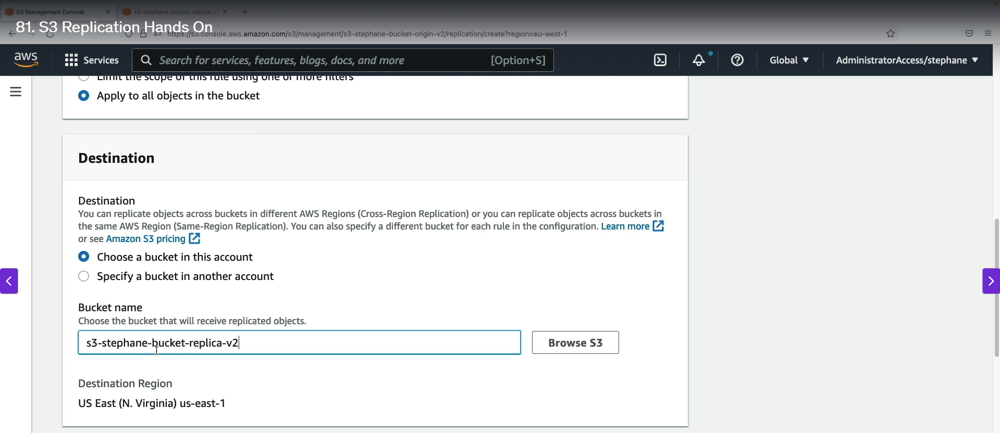 S3 Management Console
s3-stephane-bucket-replica-v2
81. S3 Replication Hands On
https://s3.console.aws.amazon.com/s3/management/s3-stephane-bucket-origin-v2/replication/create?region=eu-west-1
aws
Services
Search for services, features, blogs, docs, and more
[Option+S]
Global
AdministratorAccess/stephane
Limit the scope of this rule using one or more filters
Apply to all objects in the bucket
Destination
Destination
You can replicate objects across buckets in different AWS Regions (Cross-Region Replication) or you can replicate objects across buckets in
the same AWS Region (Same-Region Replication). You can also specify a different bucket for each rule in the configuration. Learn more
or see Amazon S3 pricing
Choose a bucket in this account
Specify a bucket in another account
Bucket name
Choose the bucket that will receive replicated objects.
s3-stephane-bucket-replica-v2
Browse S3
Destination Region
US East (N. Virginia) us-east-1